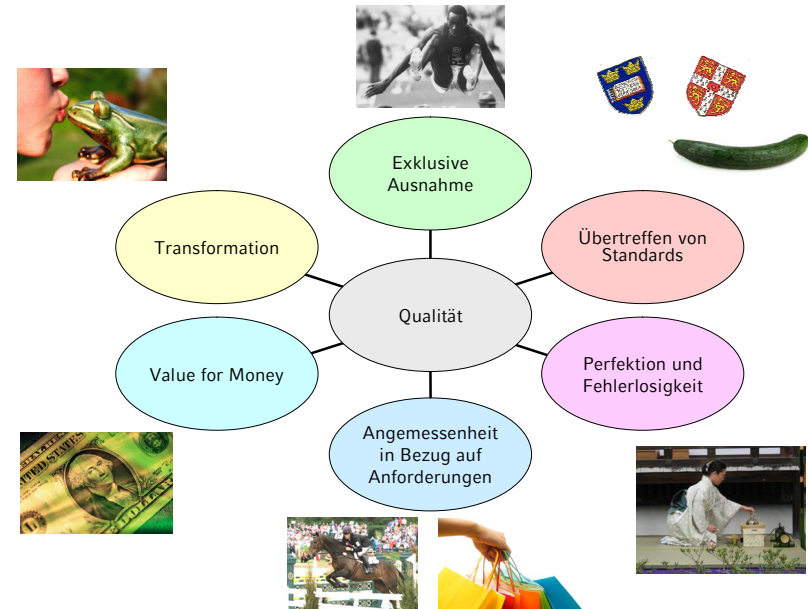 Exklusive
Ausnahme
Transformation
Übertreffen von
Standards
Qualität
Value for Money
Perfektion und
Fehlerlosigkeit
Angemessenheit
in Bezug auf
Anforderungen